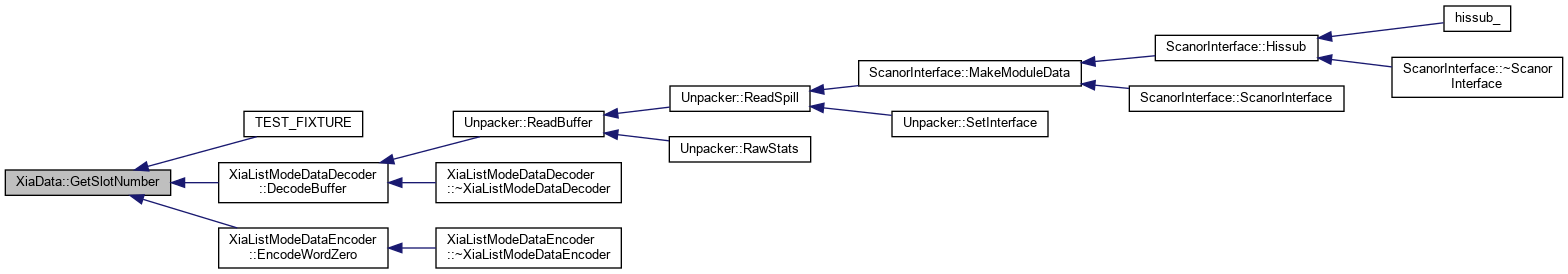 XiaData::GetSlotNumber
TEST_FIXTURE
XiaListModeDataDecoder
::DecodeBuffer
XiaListModeDataEncoder
::EncodeWordZero
Unpacker::ReadBuffer
XiaListModeDataDecoder
::~XiaListModeDataDecoder
XiaListModeDataEncoder
::~XiaListModeDataEncoder
Unpacker::ReadSpill
Unpacker::RawStats
ScanorInterface::MakeModuleData
Unpacker::SetInterface
ScanorInterface::Hissub
ScanorInterface::ScanorInterface
hissub_
ScanorInterface::~Scanor
Interface